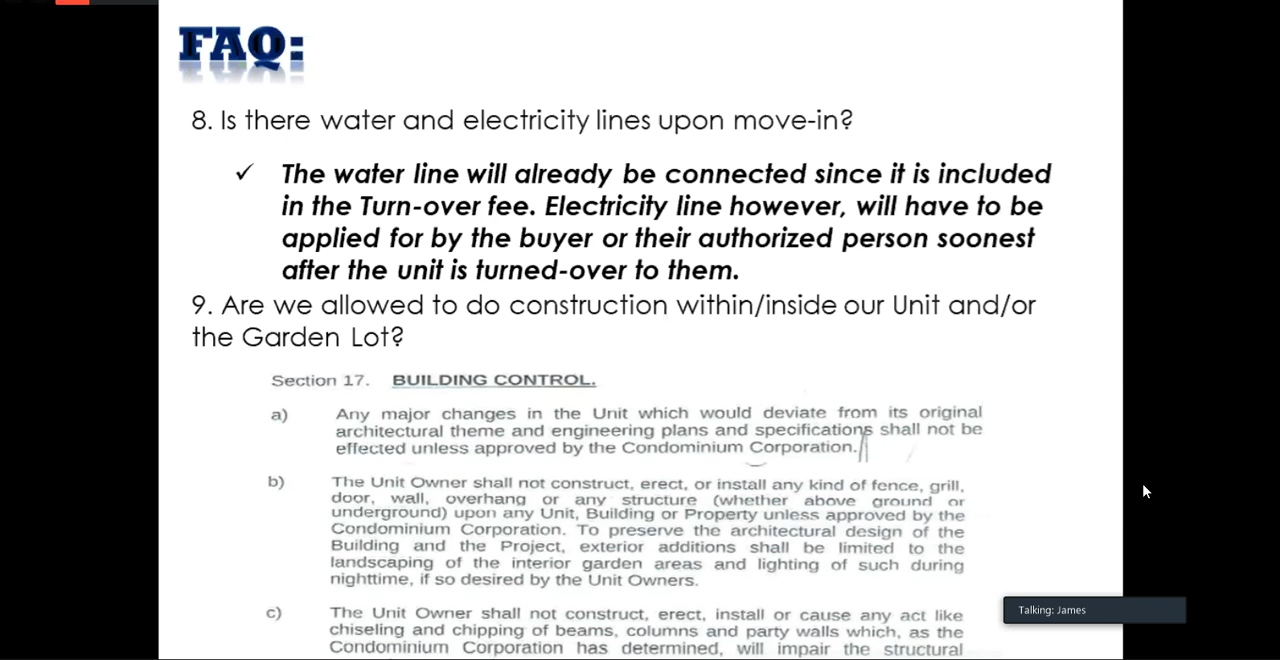 FAQ:
8. Is there water and electricity lines upon move-in?
✓ The water line will already be connected since it is included
in the Turn-over fee. Electricity line however, will have to be
applied for by the buyer or their authorized person soonest
after the unit is turned-over to them.
9. Are we allowed to do construction within/inside our Unit and/or
the Garden Lot?
Section 17. BUILDING CONTROL.
a) Any major changes in the Unit which would deviate from its original
architectural theme and engineering plans and specifications shall not be
effected unless approved by the Condominium Corporation.
b) The Unit Owner shall not construct, erect, or install any kind of fence, grill,
door, wall, overhang or any structure (whether above ground or
underground) upon any Unit, Building or Property unless approved by the
Condominium Corporation. To preserve the architectural design of the
Building and the Project, exterior additions shall be limited to the
landscaping of the interior garden areas and lighting of such during
nighttime, if so desired by the Unit Owners.
c) The Unit Owner shall not construct, erect, install or cause any act like
chiseling and chipping of beams, columns and party walls which, as the
Condominium Corporation has determined, will impair the structural
Talking: James